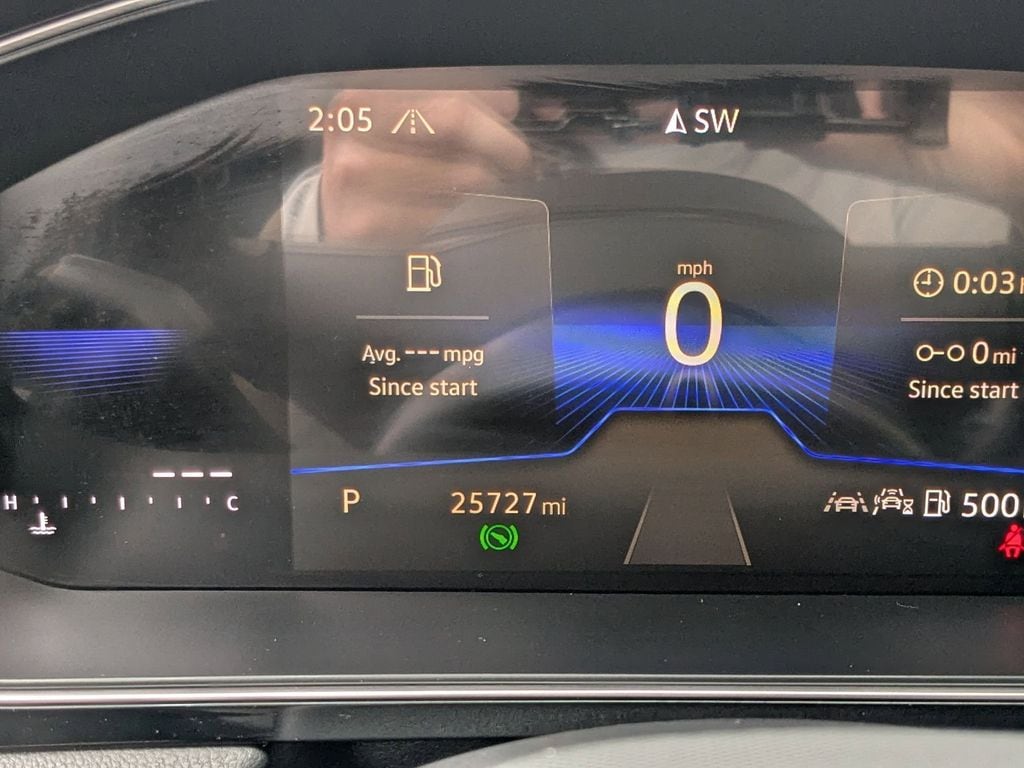 2:05
SW
mph
0
0:03
Avg. --- mpg
0 mi
Since start
Since start
---
H C
P
25727 mi
500